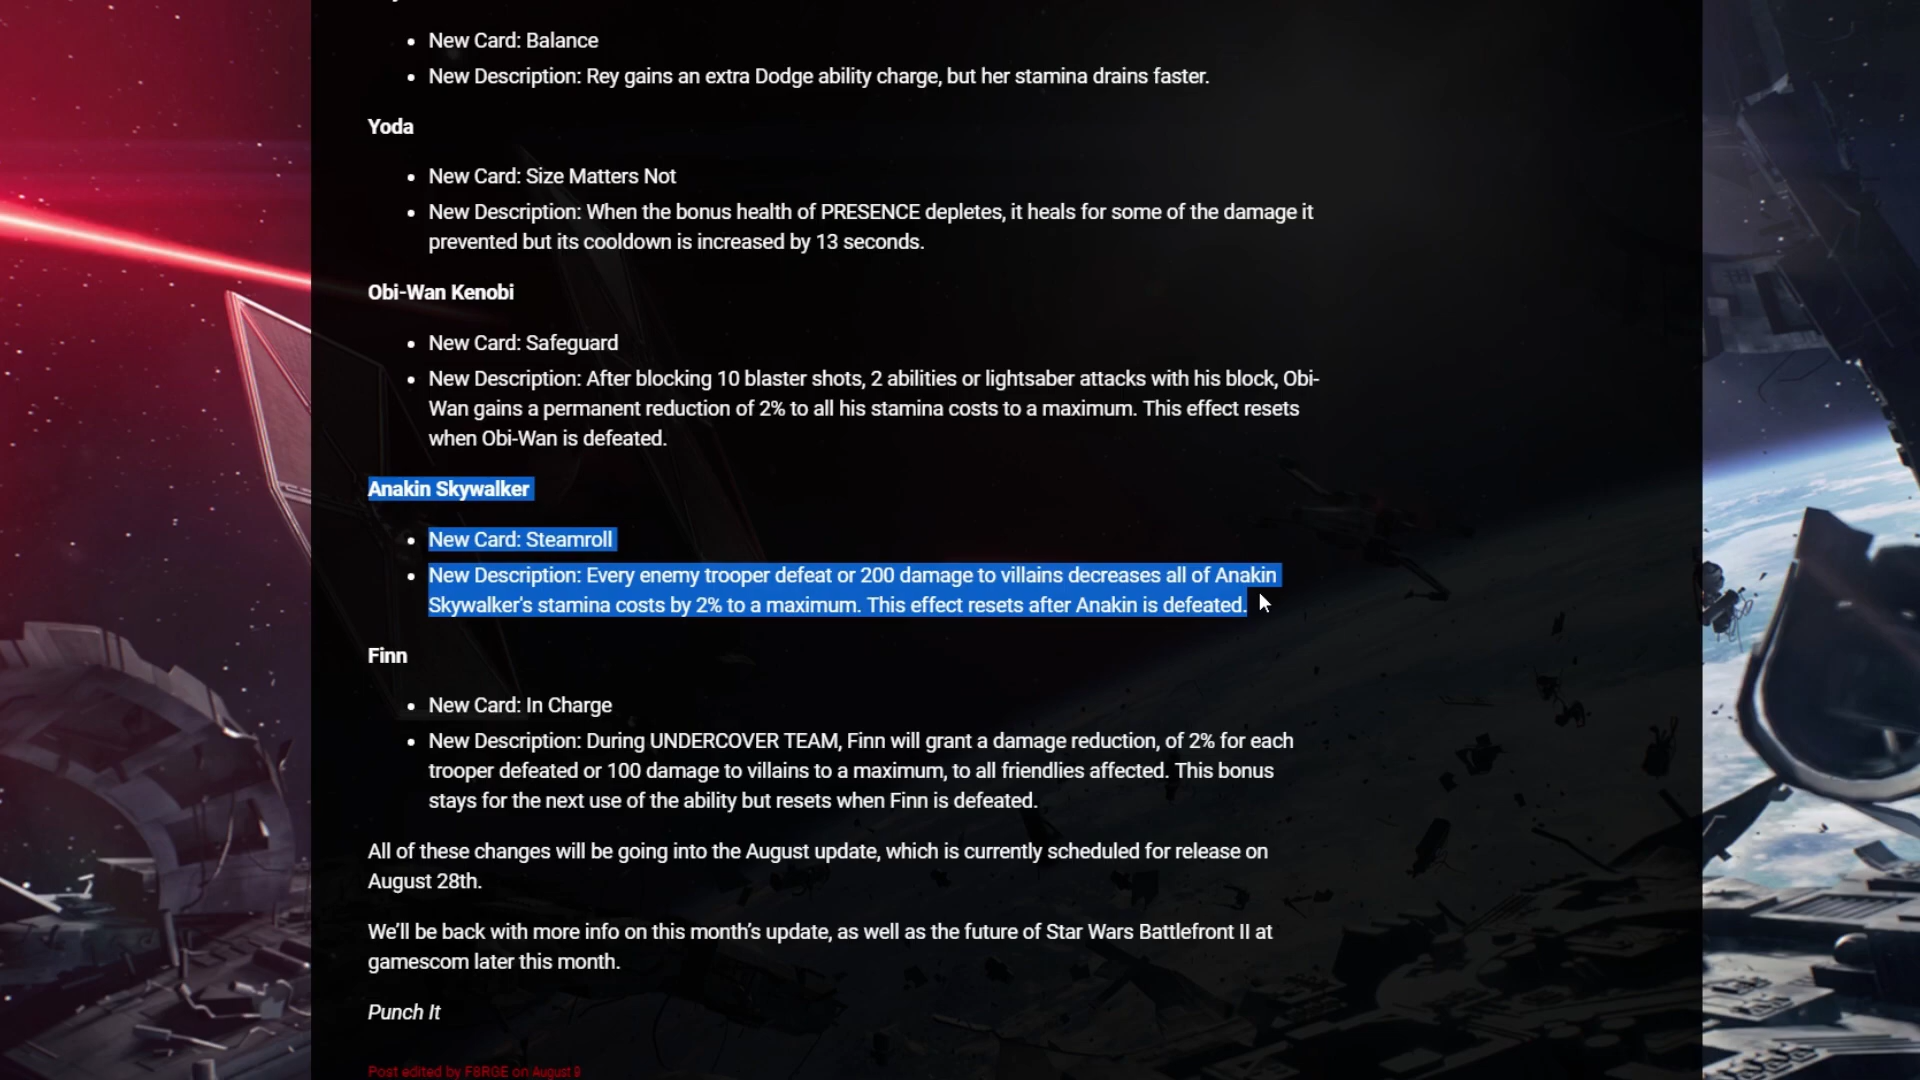 New Card: Balance
New Description: Rey gains an extra Dodge ability charge, but her stamina drains faster.
Yoda
New Card: Size Matters Not
New Description: When the bonus health of PRESENCE depletes, it heals for some of the damage it
prevented but its cooldown is increased by 13 seconds.
Obi-Wan Kenobi
New Card: Safeguard
New Description: After blocking 10 blaster shots, 2 abilities or lightsaber attacks with his block, Obi-
Wan gains a permanent reduction of 2% to all his stamina costs to a maximum. This effect resets
when Obi-Wan is defeated.
Anakin Skywalker
New Card: Steamroll
New Description: Every enemy trooper defeat or 200 damage to villains decreases all of Anakin
Skywalker's stamina costs by 2% to a maximum. This effect resets after Anakin is defeated.
Finn
New Card: In Charge
New Description: During UNDERCOVER TEAM, Finn will grant a damage reduction, of 2% for each
trooper defeated or 100 damage to villains to a maximum, to all friendlies affected. This bonus
stays for the next use of the ability but resets when Finn is defeated.
All of these changes will be going into the August update, which is currently scheduled for release on
August 28th.
We’ll be back with more info on this month’s update, as well as the future of Star Wars Battlefront II at
gamescom later this month.
Punch It
Post edited by F8RGE on August 9